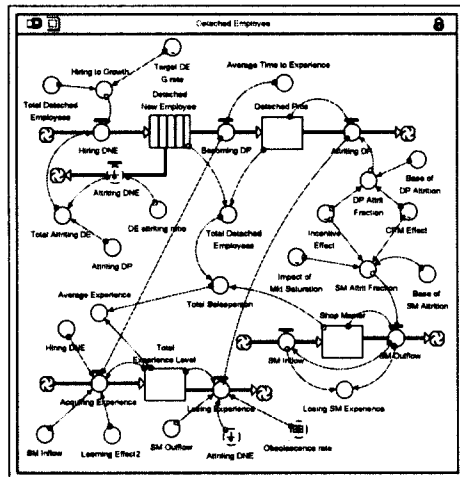 Detached Employee
Hiring to Growth
Target DE
G rate
Average Time to Experience
Total Detached
Employees
Detached
New Employee
Detached Pros
Hiring DNE
Becoming DP
Attriting DP
Attriting DNE
DE attriting ratio
Total Attriting DE
Attriting DP
Total Detached
Employees
DP Attrit
Fraction
Base of
DP Attrition
Incentive
Effect
CRM Effect
Impact of
Mkt Saturation
SM Attrit Fraction
Base of
SM Attrition
Average Experience
Total Salesperson
Hiring DNE
Total
Experience Level
Shop Master
SM Inflow
SM Outflow
Acquiring Experience
Losing Experience
Losing SM Experience
SM Inflow
Learning Effect2
SM Outflow
Attriting DNE
Obsolescence rate